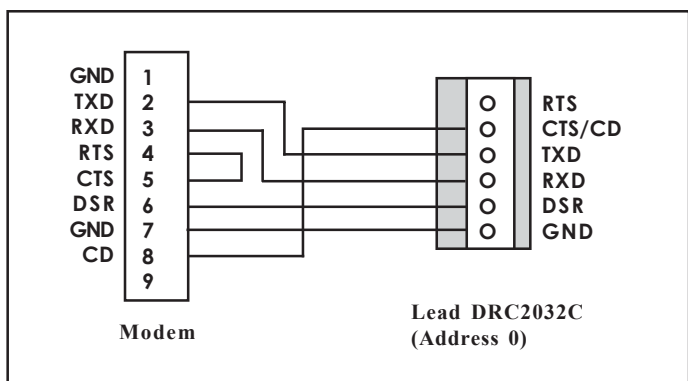 GND 1
TXD 2
RXD 3
RTS 4
CTS 5
DSR 6
GND 7
CD 8
9
Modem
RTS
CTS/CD
TXD
RXD
DSR
GND
Lead DRC2032C
(Address 0)